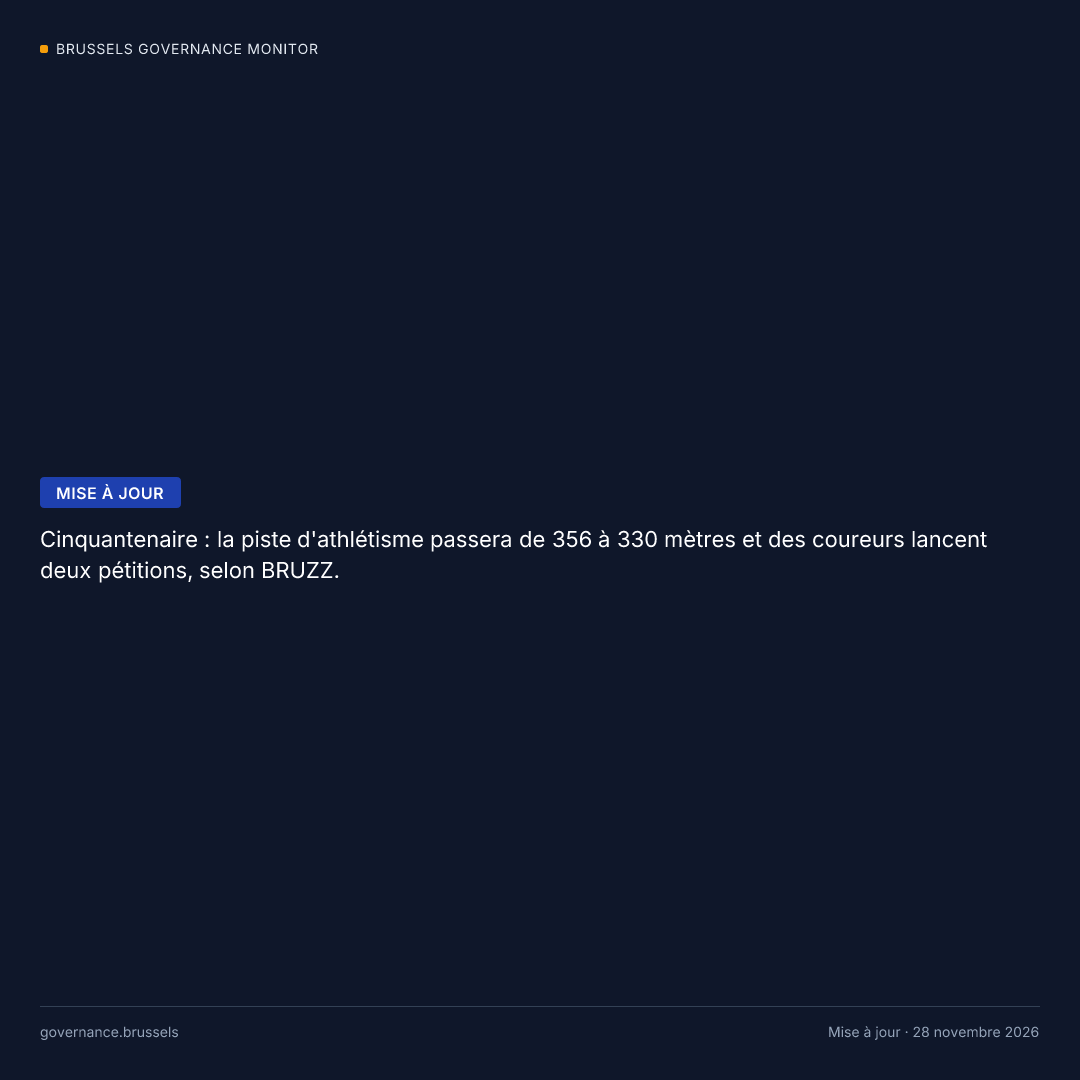 BRUSSELS GOVERNANCE MONITOR
MISE À JOUR
Cinquantenaire : la piste d'athlétisme passera de 356 à 330 mètres et des coureurs lancent
deux pétitions, selon BRUZZ.
governance.brussels
Mise à jour · 28 novembre 2026